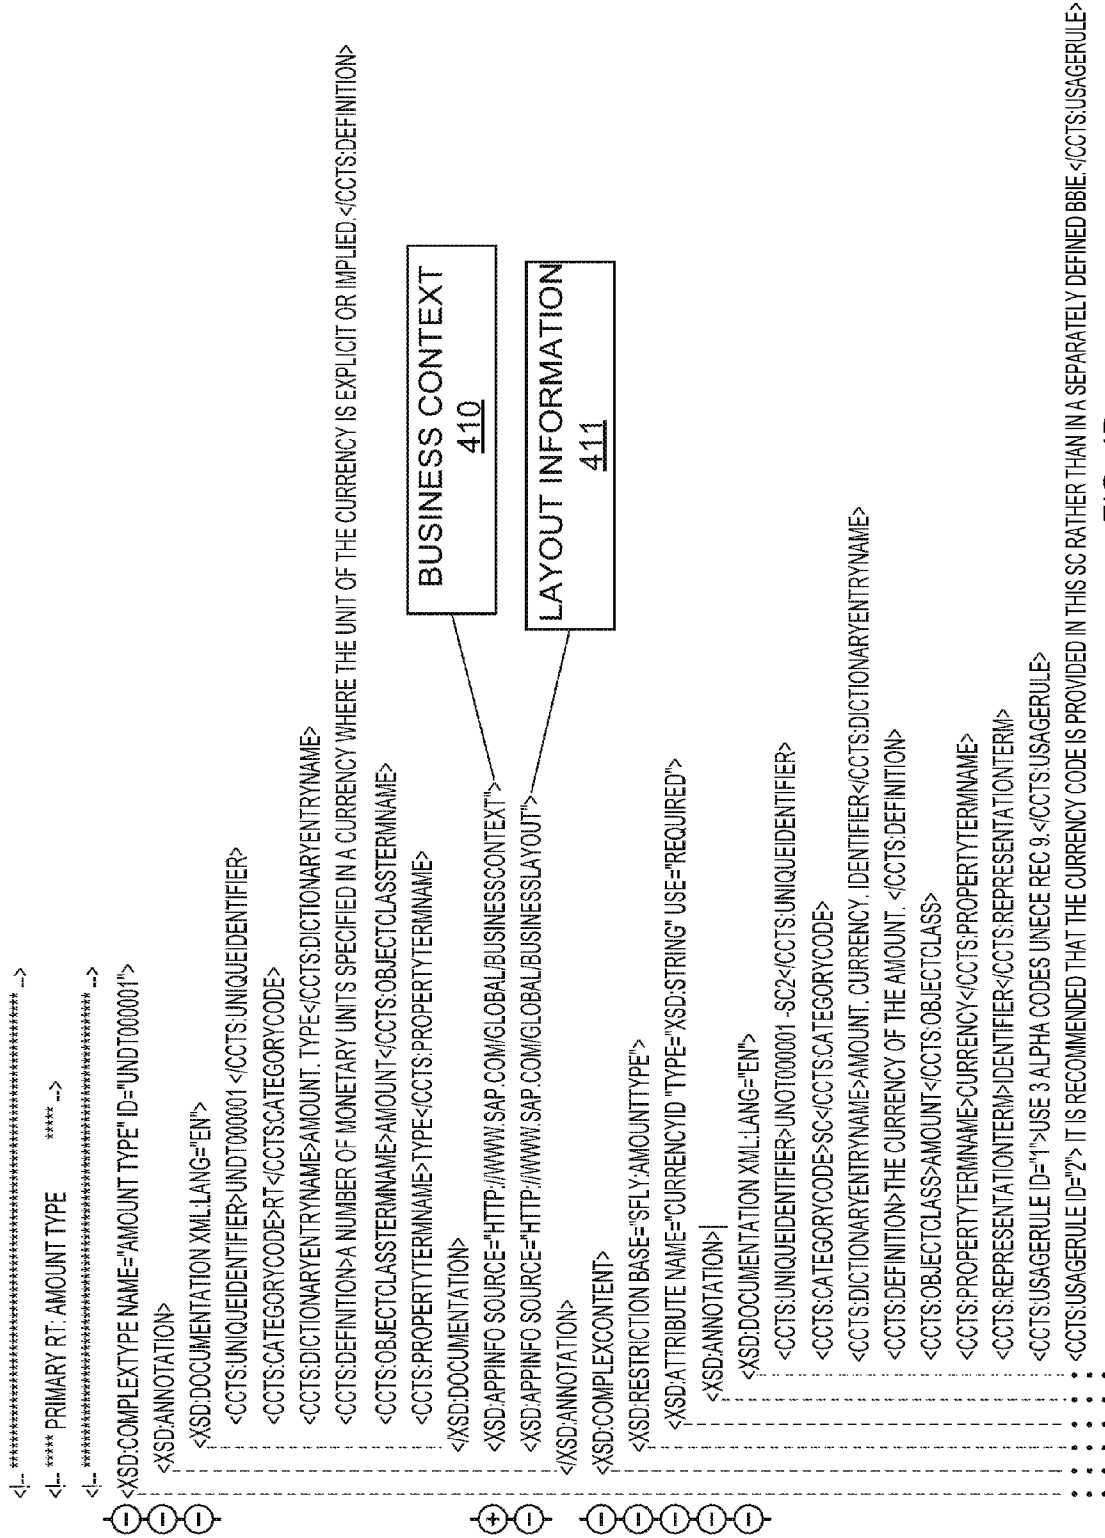 <!-- ************************************** -->
<!-- ***** PRIMARY RT. AMOUNT TYPE ***** -->
<!-- ************************************** -->
<XSD:COMPLEXTYPE NAME="AMOUNT TYPE" ID="UNDT000001">
<XSD:ANNOTATION>
<XSD:DOCUMENTATION XML:LANG="EN">
<CCTS:UNIQUEIDENTIFIER>UNDT000001 </CCTS:UNIQUEIDENTIFIER>
<CCTS:CATEGORYCODE>RT</CCTS:CATEGORYCODE>
<CCTS:DICTIONARYENTRYNAME>AMOUNT. TYPE</CCTS:DICTIONARYENTRYNAME>
<CCTS:DEFINITION>A NUMBER OF MONETARY UNITS SPECIFIED IN A CURRENCY WHERE THE UNIT OF THE CURRENCY IS EXPLICIT OR IMPLIED.</CCTS:DEFINITION>
<CCTS:OBJECTCLASSTERMNAME>AMOUNT</CCTS:OBJECTCLASSTERMNAME>
<CCTS:PROPERTYTERMNAME>TYPE</CCTS:PROPERTYTERMNAME>
</XSD:DOCUMENTATION>
<XSD:APPINFO SOURCE="HTTP://WWW.SAP.COM/GLOBAL/BUSINESSCONTEXT">
BUSINESS CONTEXT
410
<XSD:APPINFO SOURCE="HTTP://WWW.SAP.COM/GLOBAL/BUSINESSLAYOUT">
LAYOUT INFORMATION
411
</XSD:ANNOTATION>
<XSD:COMPLEXCONTENT>
<XSD:RESTRICTION BASE="SFLY:AMOUNTTYPE">
<XSD:ATTRIBUTE NAME="CURRENCYID "TYPE="XSD:STRING" USE="REQUIRED">
<XSD:ANNOTATION>
<XSD:DOCUMENTATION XML:LANG="EN">
<CCTS:UNIQUEIDENTIFIER>UNOT00001 -SC2</CCTS:UNIQUEIDENTIFIER>
<CCTS:CATEGORYCODE>SC</CCTS:CATEGORYCODE>
<CCTS:DICTIONARYENTRYNAME>AMOUNT. CURRENCY. IDENTIFIER</CCTS:DICTIONARYENTRYNAME>
<CCTS:DEFINITION>THE CURRENCY OF THE AMOUNT. </CCTS:DEFINITION>
<CCTS:OBJECTCLASS>AMOUNT</CCTS:OBJECTCLASS>
<CCTS:PROPERTYTERMNAME>CURRENCY</CCTS:PROPERTYTERMNAME>
<CCTS:REPRESENTATIONTERM>IDENTIFIER</CCTS:REPRESENTATIONTERM>
<CCTS:USAGERULE ID="1">USE 3 ALPHA CODES UNECE REC 9.</CCTS:USAGERULE>
<CCTS:USAGERULE ID="2"> IT IS RECOMMENDED THAT THE CURRENCY CODE IS PROVIDED IN THIS SC RATHER THAN IN A SEPARATELY DEFINED BBIE.</CCTS:USAGERULE>